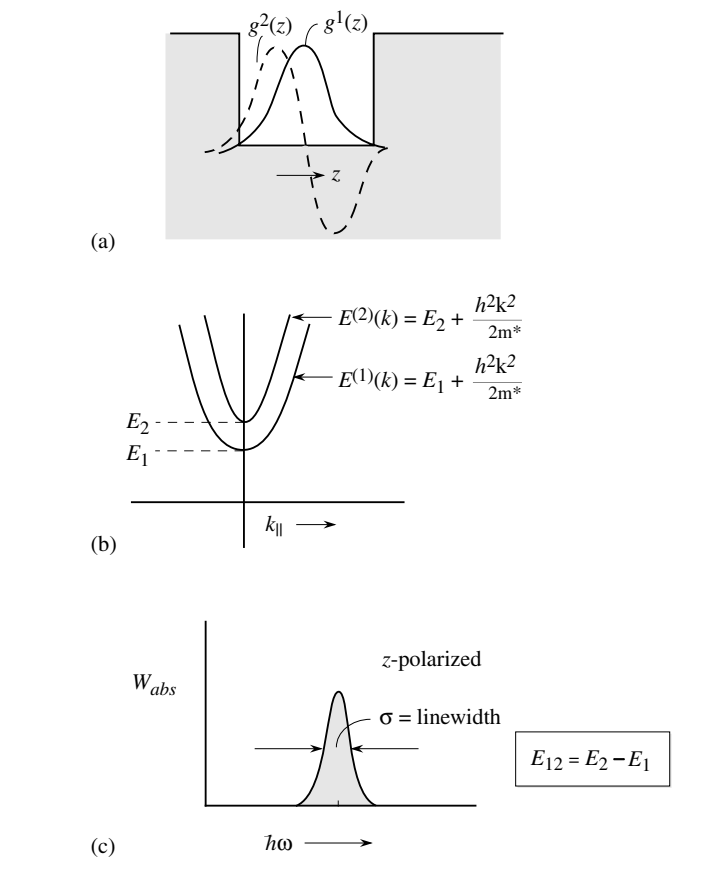 g²(z) g¹(z)
z
(a)
E⁽²⁾(k) = E₂ + h²k² / 2m*
E⁽¹⁾(k) = E₁ + h²k² / 2m*
E₂
E₁
k||
(b)
z-polarized
W_abs
σ = linewidth
E₁₂ = E₂ – E₁
ħω
(c)